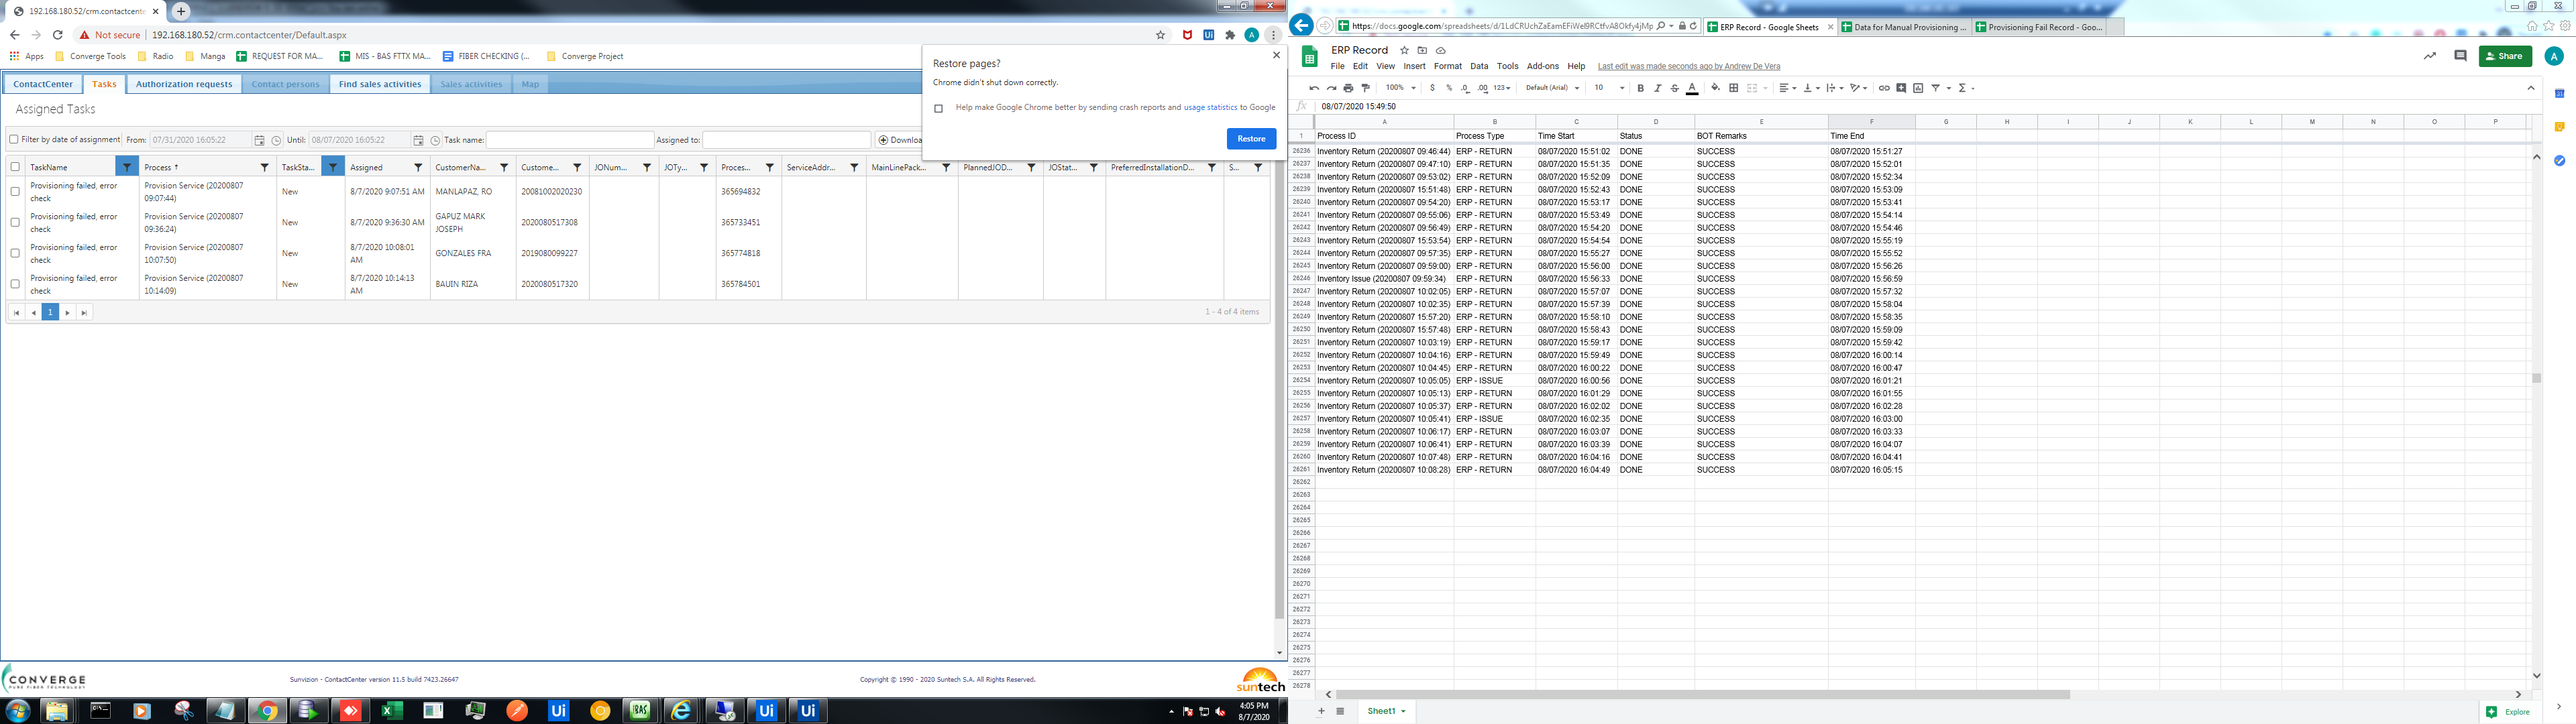 192.168.180.52/crm.contactcente
Not secure 192.168.180.52/crm.contactcenter/Default.aspx
Apps Converge Tools Radio Manga REQUEST FOR MA... MIS - BAS FTTX MA... FIBER CHECKING (... Converge Project
Restore pages?
Chrome didn't shut down correctly.
Help make Google Chrome better by sending crash reports and usage statistics to Google
Restore
ContactCenter Tasks Authorization requests Contact persons Find sales activities Sales activities Map
Assigned Tasks
Filter by date of assignment From: 07/31/2020 16:05:22 Until: 08/07/2020 16:05:22 Task name: Assigned to: Downloa
TaskName Process ↑ TaskSta... Assigned CustomerNa... Custome... JONum... JOTy... Proces... ServiceAddr... MainLinePack... PlannedJOD... JOStat... PreferredInstallationD... S...
Provisioning failed, error check Provision Service (20200807 09:07:44) New 8/7/2020 9:07:51 AM MANLAPAZ, RO 20081002020230 365694832
Provisioning failed, error check Provision Service (20200807 09:36:24) New 8/7/2020 9:36:30 AM GAPUZ MARK JOSEPH 2020080517308 365733451
Provisioning failed, error check Provision Service (20200807 10:07:50) New 8/7/2020 10:08:01 AM GONZALES FRA 2019080099227 365774818
Provisioning failed, error check Provision Service (20200807 10:14:09) New 8/7/2020 10:14:13 AM BAUIN RIZA 2020080517320 365784501
1
1 - 4 of 4 items
CONVERGE
PURE FIBER TECHNOLOGY
Sunvizion - ContactCenter version 11.5 build 7423.26647
Copyright © 1990 - 2020 Suntech S.A. All Rights Reserved.
suntech
4:05 PM
8/7/2020
ERP Record - Google Sheets Data for Manual Provisioning ... Provisioning Fail Record - Goo...
ERP Record
File Edit View Insert Format Data Tools Add-ons Help Last edit was made seconds ago by Andrew De Vera
Share
100% $ % .0 .00 123 Default (Arial) 10 B I S A
fx 08/07/2020 15:49:50
A B C D E F G H I J K L M N O P
1 Process ID Process Type Time Start Status BOT Remarks Time End
26236 Inventory Return (20200807 09:46:44) ERP - RETURN 08/07/2020 15:51:02 DONE SUCCESS 08/07/2020 15:51:27
26237 Inventory Return (20200807 09:47:10) ERP - RETURN 08/07/2020 15:51:35 DONE SUCCESS 08/07/2020 15:52:01
26238 Inventory Return (20200807 09:53:02) ERP - RETURN 08/07/2020 15:52:09 DONE SUCCESS 08/07/2020 15:52:34
26239 Inventory Return (20200807 15:51:48) ERP - RETURN 08/07/2020 15:52:43 DONE SUCCESS 08/07/2020 15:53:09
26240 Inventory Return (20200807 09:54:20) ERP - RETURN 08/07/2020 15:53:17 DONE SUCCESS 08/07/2020 15:53:41
26241 Inventory Return (20200807 09:55:06) ERP - RETURN 08/07/2020 15:53:49 DONE SUCCESS 08/07/2020 15:54:14
26242 Inventory Return (20200807 09:56:49) ERP - RETURN 08/07/2020 15:54:20 DONE SUCCESS 08/07/2020 15:54:46
26243 Inventory Return (20200807 15:53:54) ERP - RETURN 08/07/2020 15:54:54 DONE SUCCESS 08/07/2020 15:55:19
26244 Inventory Return (20200807 09:57:35) ERP - RETURN 08/07/2020 15:55:27 DONE SUCCESS 08/07/2020 15:55:52
26245 Inventory Return (20200807 09:59:00) ERP - RETURN 08/07/2020 15:56:00 DONE SUCCESS 08/07/2020 15:56:26
26246 Inventory Issue (20200807 09:59:34) ERP - RETURN 08/07/2020 15:56:33 DONE SUCCESS 08/07/2020 15:56:59
26247 Inventory Return (20200807 10:02:05) ERP - RETURN 08/07/2020 15:57:07 DONE SUCCESS 08/07/2020 15:57:32
26248 Inventory Return (20200807 10:02:35) ERP - RETURN 08/07/2020 15:57:39 DONE SUCCESS 08/07/2020 15:58:04
26249 Inventory Return (20200807 15:57:20) ERP - RETURN 08/07/2020 15:58:10 DONE SUCCESS 08/07/2020 15:58:35
26250 Inventory Return (20200807 15:57:48) ERP - RETURN 08/07/2020 15:58:43 DONE SUCCESS 08/07/2020 15:59:09
26251 Inventory Return (20200807 10:03:19) ERP - RETURN 08/07/2020 15:59:17 DONE SUCCESS 08/07/2020 15:59:42
26252 Inventory Return (20200807 10:04:16) ERP - RETURN 08/07/2020 15:59:49 DONE SUCCESS 08/07/2020 16:00:14
26253 Inventory Return (20200807 10:04:45) ERP - RETURN 08/07/2020 16:00:22 DONE SUCCESS 08/07/2020 16:00:47
26254 Inventory Return (20200807 10:05:05) ERP - ISSUE 08/07/2020 16:00:56 DONE SUCCESS 08/07/2020 16:01:21
26255 Inventory Return (20200807 10:05:13) ERP - RETURN 08/07/2020 16:01:29 DONE SUCCESS 08/07/2020 16:01:55
26256 Inventory Return (20200807 10:05:37) ERP - RETURN 08/07/2020 16:02:02 DONE SUCCESS 08/07/2020 16:02:28
26257 Inventory Return (20200807 10:05:41) ERP - ISSUE 08/07/2020 16:02:35 DONE SUCCESS 08/07/2020 16:03:00
26258 Inventory Return (20200807 10:06:17) ERP - RETURN 08/07/2020 16:03:07 DONE SUCCESS 08/07/2020 16:03:33
26259 Inventory Return (20200807 10:06:41) ERP - RETURN 08/07/2020 16:03:39 DONE SUCCESS 08/07/2020 16:04:07
26260 Inventory Return (20200807 10:07:48) ERP - RETURN 08/07/2020 16:04:16 DONE SUCCESS 08/07/2020 16:04:41
26261 Inventory Return (20200807 10:08:28) ERP - RETURN 08/07/2020 16:04:49 DONE SUCCESS 08/07/2020 16:05:15
26262
26263
26264
26265
26266
26267
26268
26269
26270
26271
26272
26273
26274
26275
26276
26277
26278
Sheet1
Explore